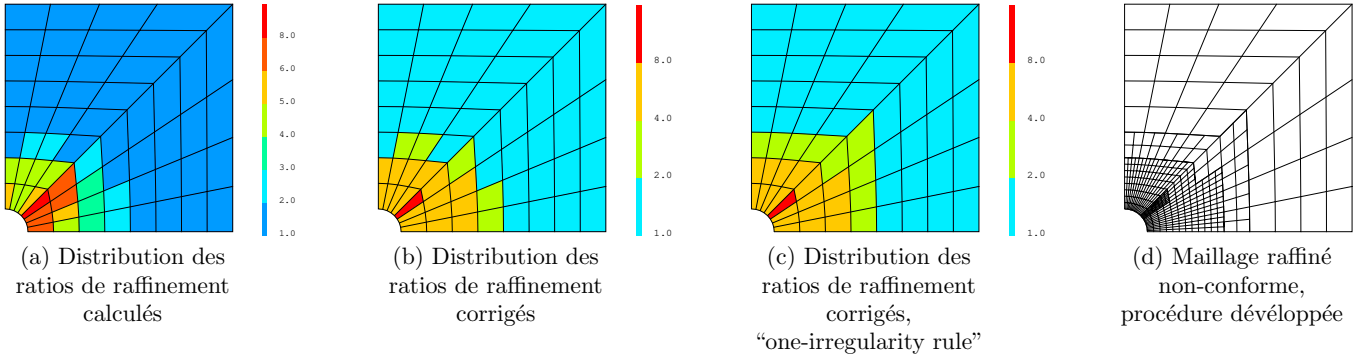 8.0
6.0
5.0
4.0
3.0
2.0
1.0
8.0
4.0
2.0
1.0
8.0
4.0
2.0
1.0
(a) Distribution des
ratios de raffinement
calculés
(b) Distribution des
ratios de raffinement
corrigés
(c) Distribution des
ratios de raffinement
corrigés,
“one-irregularity rule”
(d) Maillage raffiné
non-conforme,
procédure dévéloppée